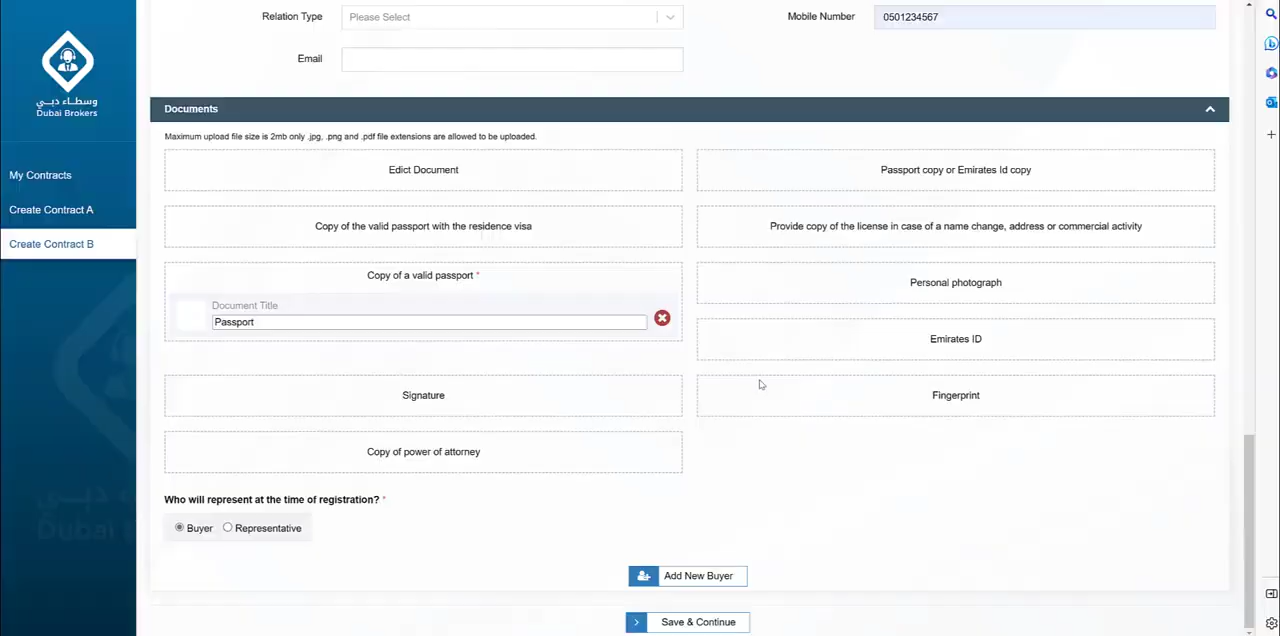 Relation Type
Please Select
Mobile Number
0501234567
Email
وسطاء دبي
Dubai Brokers
My Contracts
Create Contract A
Create Contract B
Documents
Maximum upload file size is 2mb only .jpg, .png and .pdf file extensions are allowed to be uploaded.
Edict Document
Passport copy or Emirates Id copy
Copy of the valid passport with the residence visa
Provide copy of the license in case of a name change, address or commercial activity
Copy of a valid passport *
Document Title
Passport
Personal photograph
Emirates ID
Signature
Fingerprint
Copy of power of attorney
Who will represent at the time of registration? *
Buyer Representative
Add New Buyer
Save & Continue